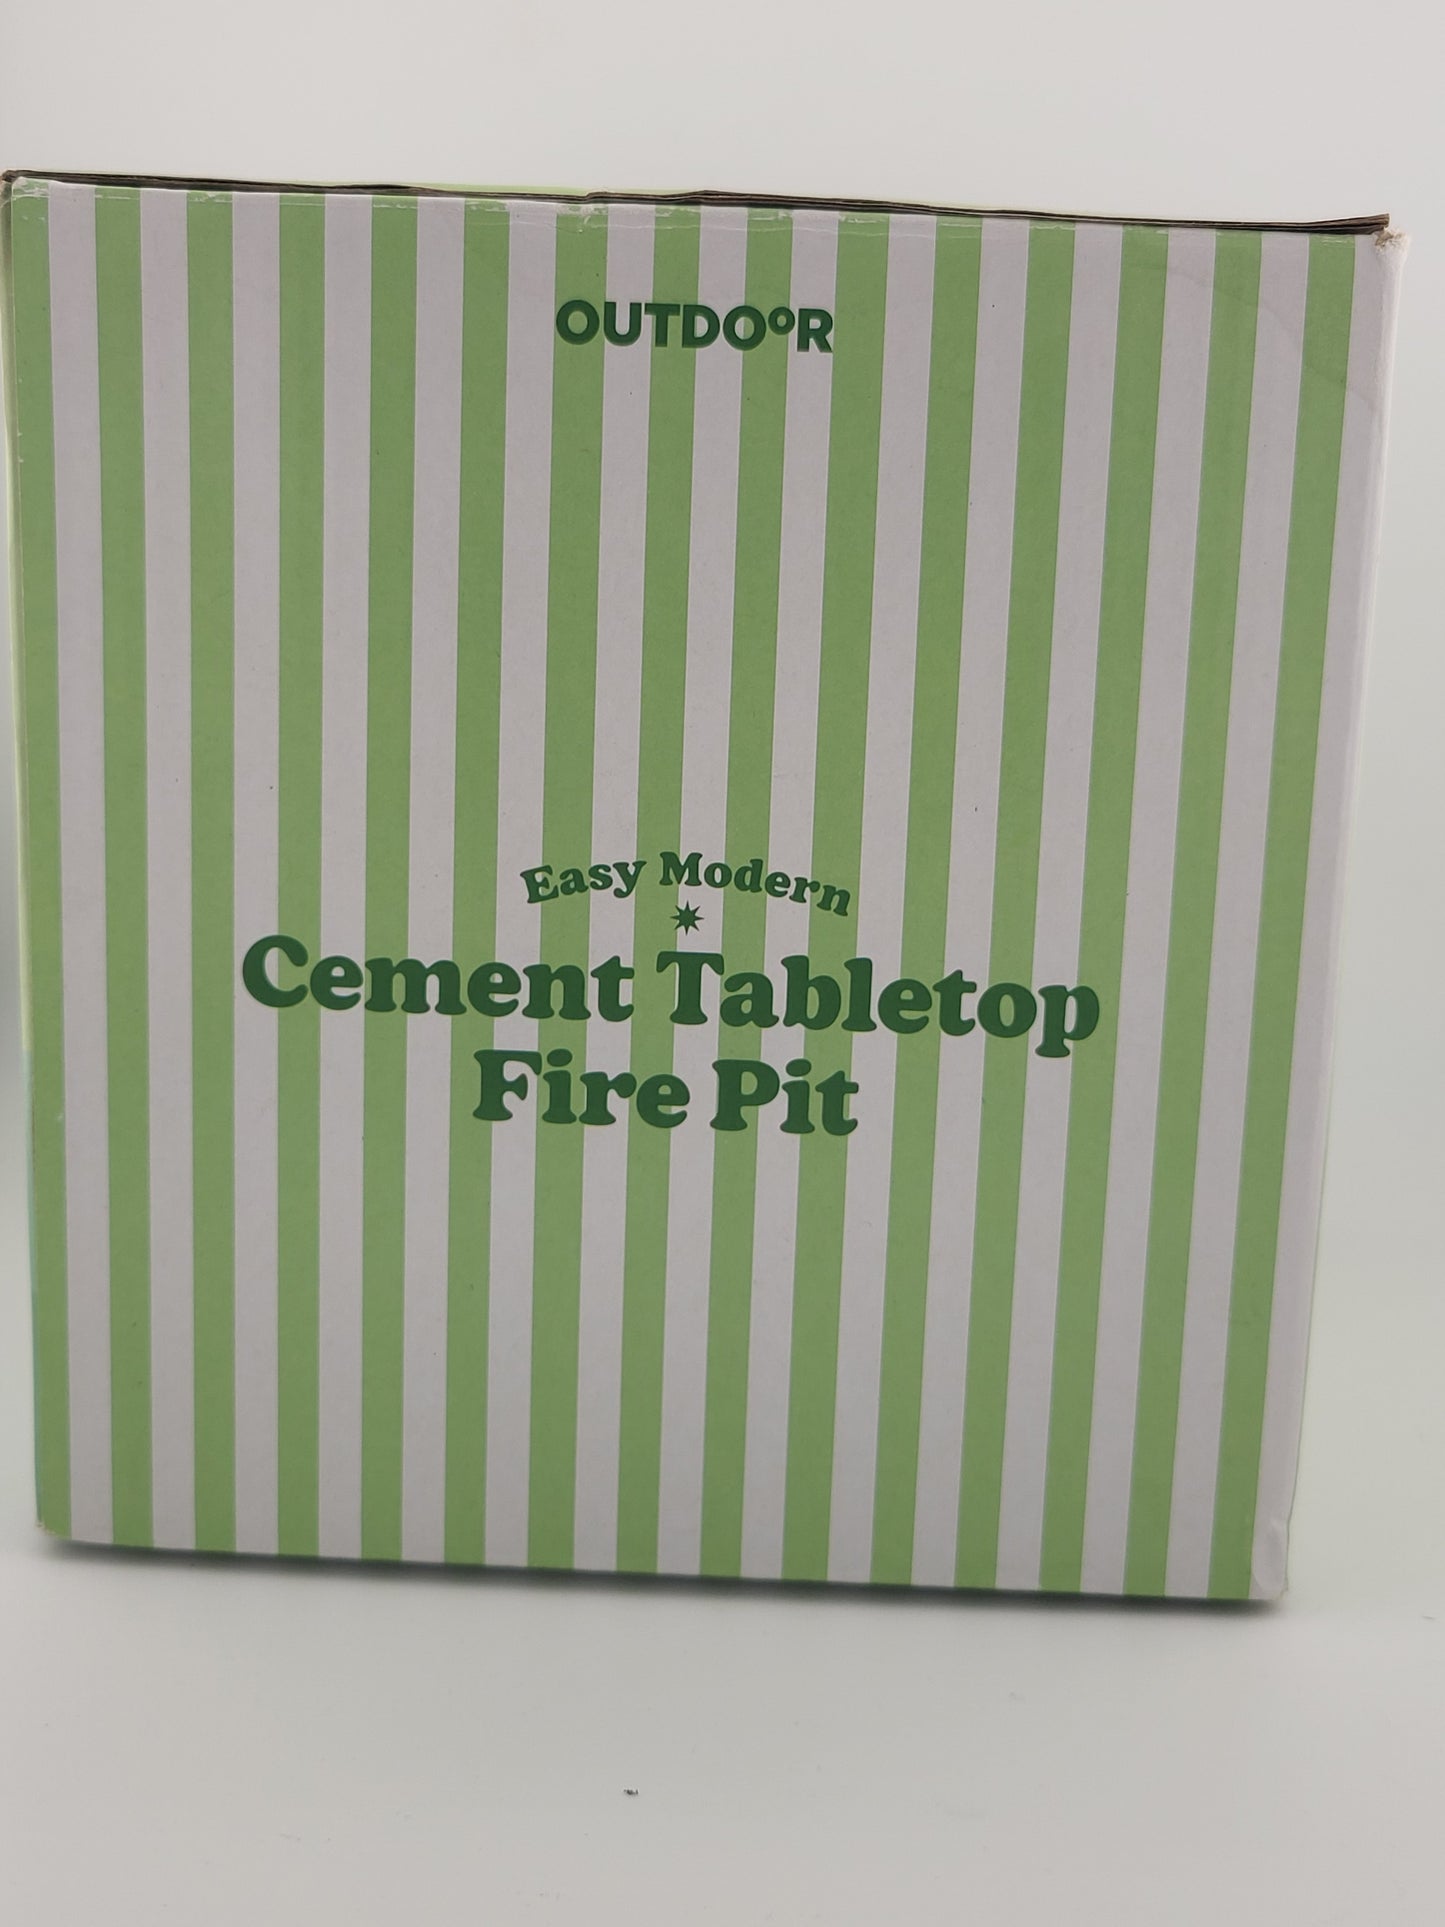 OUTDOOR
Easy Modern
Cement Tabletop
Fire Pit